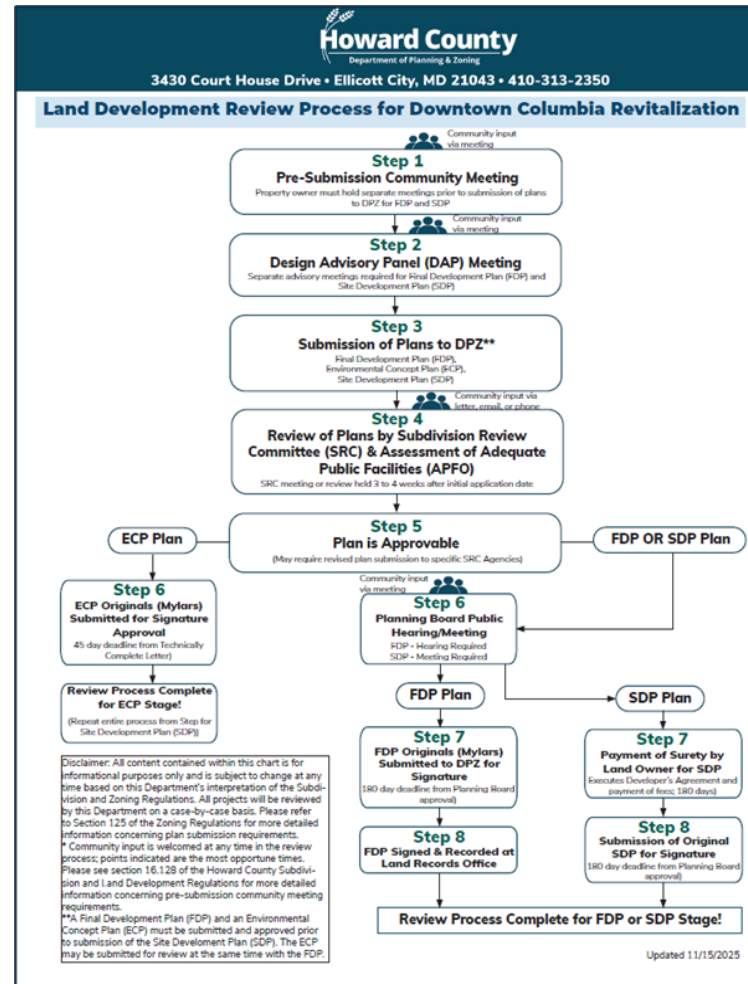 Howard County
Department of Planning & Zoning
3430 Court House Drive • Ellicott City, MD 21043 • 410-313-2350
Land Development Review Process for Downtown Columbia Revitalization
Community input
via meeting
Step 1
Pre-Submission Community Meeting
Property owner must hold separate meetings prior to submission of plans
to DPZ for FDP and SDP
Community input
via meeting
Step 2
Design Advisory Panel (DAP) Meeting
Separate advisory meetings required for Final Development Plan (FDP) and
Site Development Plan (SDP)
Step 3
Submission of Plans to DPZ**
Final Development Plan (FDP),
Environmental Concept Plan (ECP),
Site Development Plan (SDP)
Community input via
letter, email, or phone
Step 4
Review of Plans by Subdivision Review
Committee (SRC) & Assessment of Adequate
Public Facilities (APFO)
SRC meeting or review held 3 to 4 weeks after initial application date
Step 5
Plan is Approvable
(May require revised plan submission to specific SRC Agencies)
ECP Plan
FDP OR SDP Plan
Step 6
ECP Originals (Mylars)
Submitted for Signature
Approval
45 day deadline from Technically
Complete Letter)
Review Process Complete
for ECP Stage!
(Repeat entire process from Step for
Site Development Plan (SDP))
Community input
via meeting
Step 6
Planning Board Public
Hearing/Meeting
FDP - Hearing Required
SDP - Meeting Required
FDP Plan
SDP Plan
Step 7
FDP Originals (Mylars)
Submitted to DPZ for
Signature
180 day deadline from Planning Board
approval)
Step 8
FDP Signed & Recorded at
Land Records Office
Step 7
Payment of Surety by
Land Owner for SDP
Executes Developer's Agreement and
payment of fees; 180 days)
Step 8
Submission of Original
SDP for Signature
180 day deadline from Planning Board
approval)
Review Process Complete for FDP or SDP Stage!
Disclaimer: All content contained within this chart is for
informational purposes only and is subject to change at any
time based on this Department's interpretation of the Subdi-
vision and Zoning Regulations. All projects will be reviewed
by this Department on a case-by-case basis. Please refer
to Section 125 of the Zoning Regulations for more detailed
information concerning plan submission requirements.
* Community input is welcomed at any time in the review
process; points indicated are the most opportune times.
Please see section 16.128 of the Howard County Subdivi-
sion and Land Development Regulations for more detailed
information concerning pre-submission community meeting
requirements.
**A Final Development Plan (FDP) and an Environmental
Concept Plan (ECP) must be submitted and approved prior
to submission of the Site Develoment Plan (SDP). The ECP
may be submitted for review at the same time with the FDP.
Updated 11/15/2025